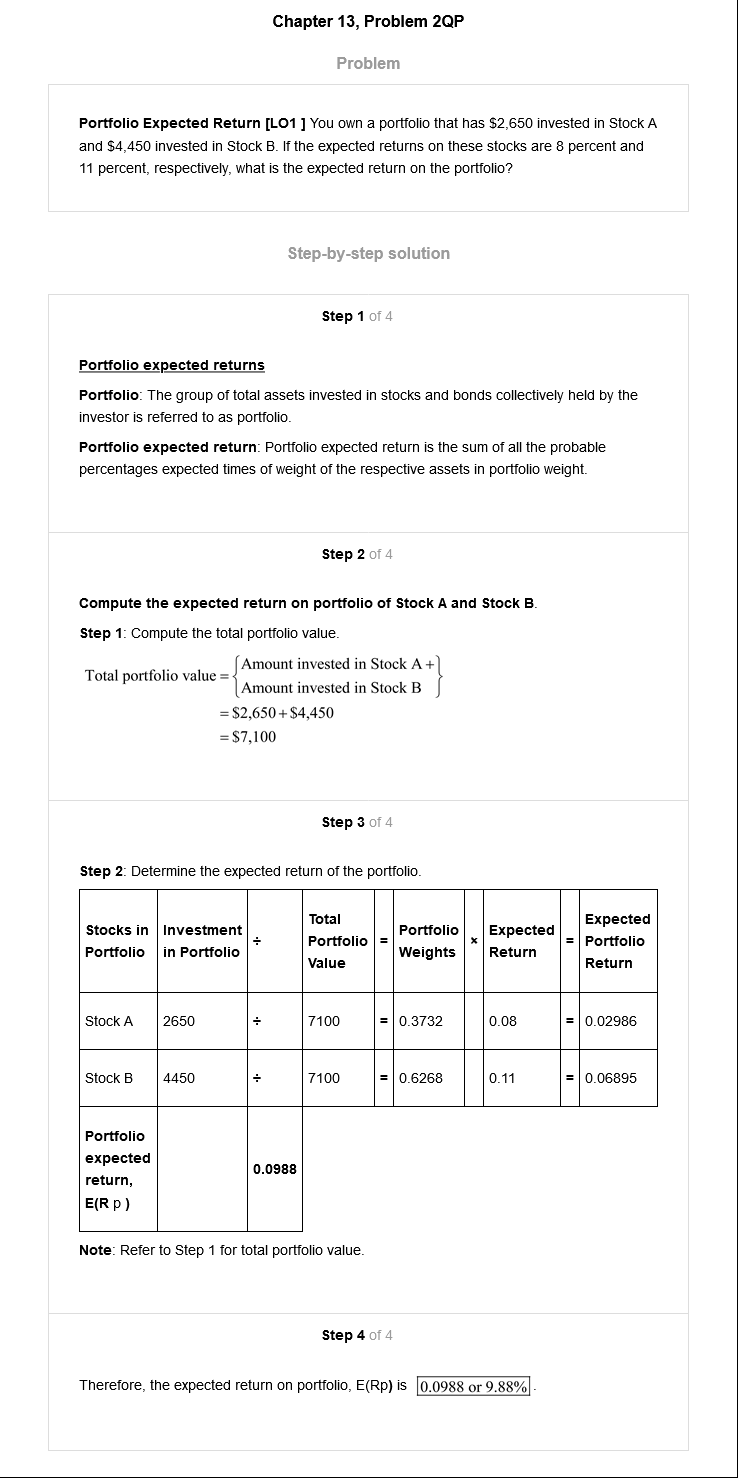 Chapter 13, Problem 2QP
Problem
Portfolio Expected Return [LO1 ] You own a portfolio that has $2,650 invested in Stock A
and $4,450 invested in Stock B. If the expected returns on these stocks are 8 percent and
11 percent, respectively, what is the expected return on the portfolio?
Step-by-step solution
Step 1 of 4
Portfolio expected returns
Portfolio: The group of total assets invested in stocks and bonds collectively held by the
investor is referred to as portfolio.
Portfolio expected return: Portfolio expected return is the sum of all the probable
percentages expected times of weight of the respective assets in portfolio weight.
Step 2 of 4
Compute the expected return on portfolio of Stock A and Stock B.
Step 1: Compute the total portfolio value.
Total portfolio value = { Amount invested in Stock A +
Amount invested in Stock B }
= $2,650 + $4,450
= $7,100
Step 3 of 4
Step 2: Determine the expected return of the portfolio.
Stocks in Portfolio Investment in Portfolio ÷ Total Portfolio Value = Portfolio Weights × Expected Return = Expected Portfolio Return
Stock A 2650 ÷ 7100 = 0.3732 0.08 = 0.02986
Stock B 4450 ÷ 7100 = 0.6268 0.11 = 0.06895
Portfolio expected return, E(R p ) 0.0988
Note: Refer to Step 1 for total portfolio value.
Step 4 of 4
Therefore, the expected return on portfolio, E(Rp) is 0.0988 or 9.88% .